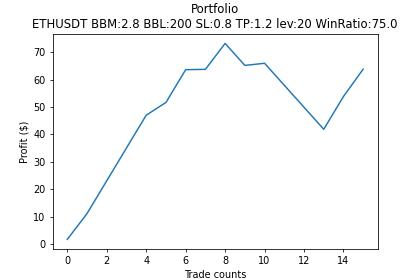 Portfolio
ETHUSDT BBM:2.8 BBL:200 SL:0.8 TP:1.2 lev:20 WinRatio:75.0
70
60
50
40
30
20
10
0
Profit ($)
0 2 4 6 8 10 12 14
Trade counts